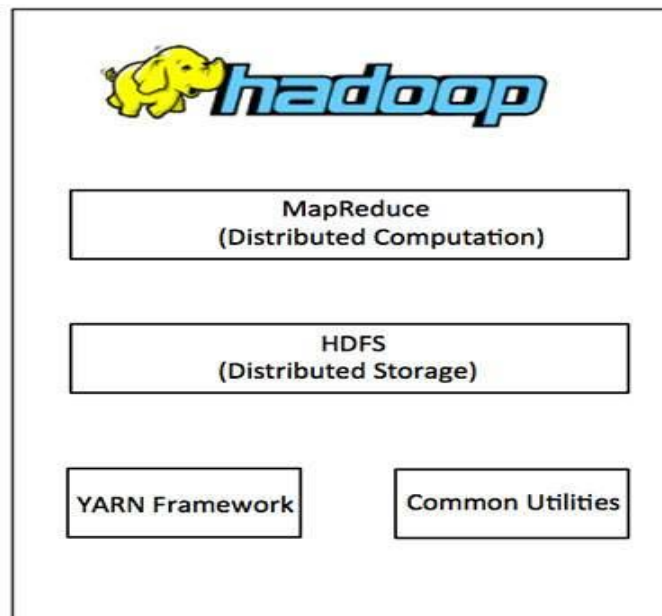 hadoop
MapReduce
(Distributed Computation)
HDFS
(Distributed Storage)
YARN Framework
Common Utilities